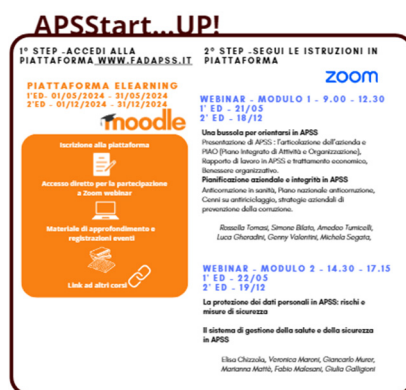 APSStart...UP!
1° STEP -ACCEDI ALLA
PIATTAFORMA WWW.FADAPSS.IT
PIATTAFORMA ELEARNING
1°ED- 01/05/2024 - 31/05/2024
2°ED - 01/12/2024 - 31/12/2024
moodle
Iscrizione alla piattaforma
Accesso diretto per la partecipazione
a Zoom webinar
Materiale di approfondimento e
registrazioni eventi
Link ad altri corsi
2° STEP -SEGUI LE ISTRUZIONI IN
PIATTAFORMA
zoom
WEBINAR - MODULO 1 - 9.00 - 12.30
1° ED - 21/05
2° ED - 18/12
Una bussola per orientarsi in APSS
Presentazione di APSS : l'articolazione dell'azienda e
PIAO (Piano Integrato di Attività e Organizzazione),
Rapporto di lavoro in APSS e trattamento economico,
Benessere organizzativo.
Pianificazione aziendale e integrità in APSS
Anticorruzione in sanità, Piano nazionale anticorruzione,
Cenni su antiriciclaggio, strategie aziendali di
prevenzione della corruzione.
Rossella Tomasi, Simone Bilato, Amedeo Tumicelli,
Luca Gheradini, Genny Valentini, Michela Segata,
WEBINAR - MODULO 2 - 14.30 - 17.15
1° ED - 22/05
2° ED - 19/12
La protezione dei dati personali in APSS: rischi e
misure di sicurezza
Il sistema di gestione della salute e della sicurezza
in APSS
Elisa Chizzola, Veronica Maroni, Giancarlo Murer,
Marianna Mattè, Fabio Malesani, Giulia Galligioni